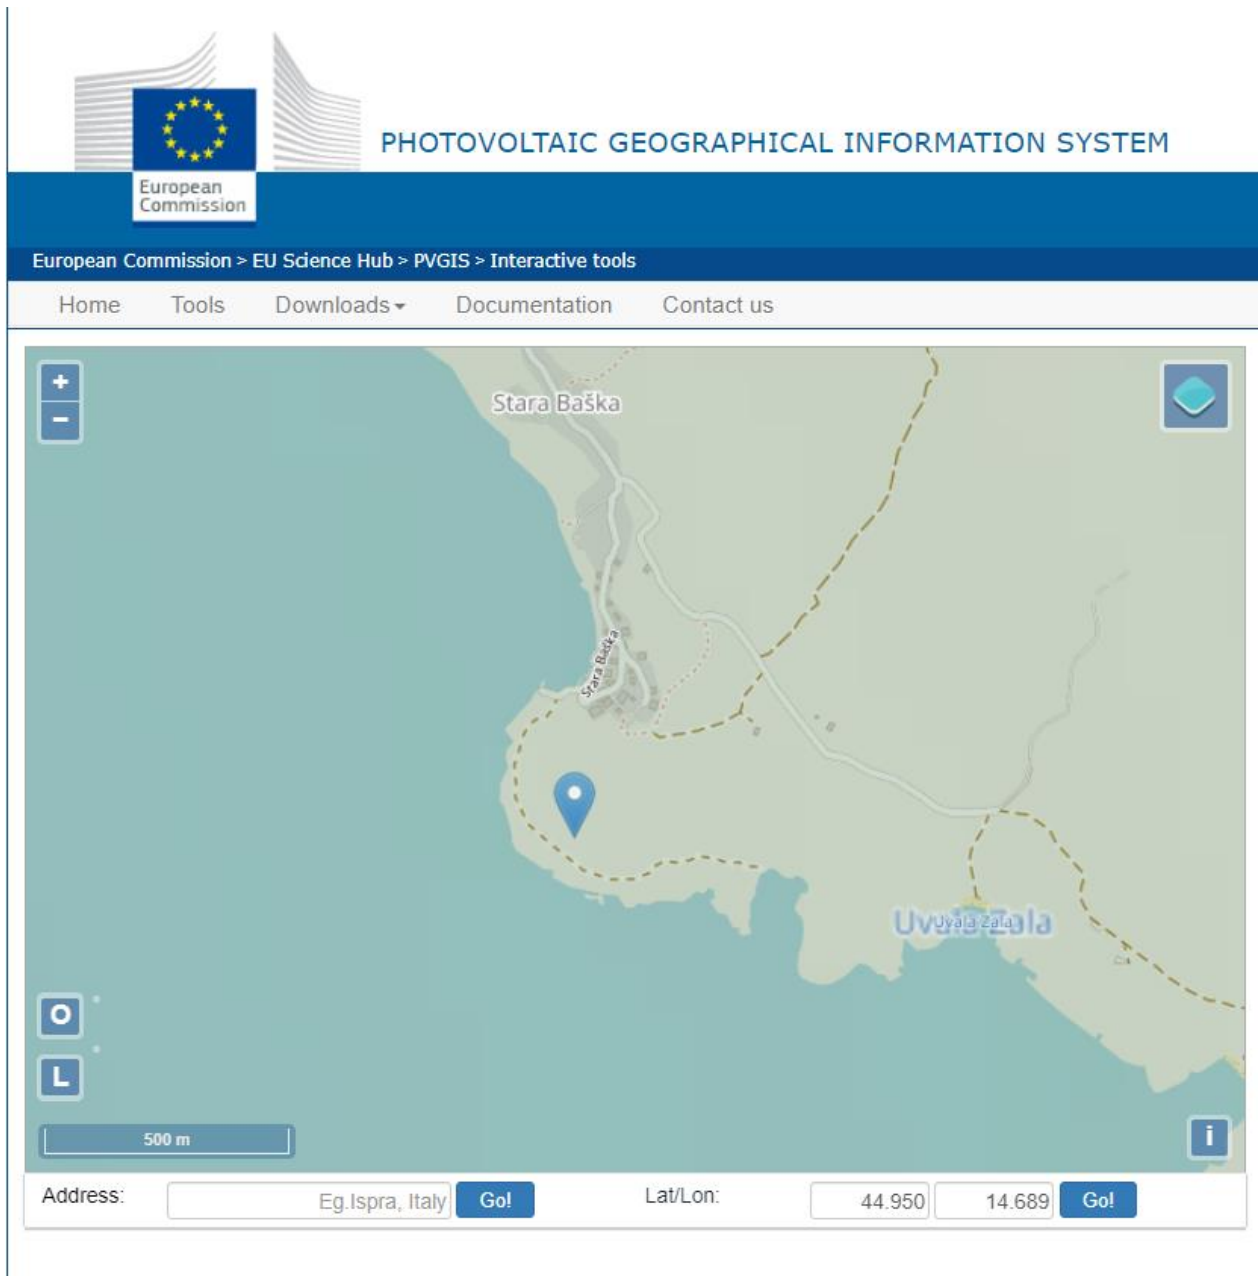 PHOTOVOLTAIC GEOGRAPHICAL INFORMATION SYSTEM
European
Commission
European Commission > EU Science Hub > PVGIS > Interactive tools
Home Tools Downloads Documentation Contact us
+
−
Stara Baška
Stara Baška
Uvala Zala
Uvala Zala
O
L
500 m
i
Address: Eg.Ispra, Italy Go! Lat/Lon: 44.950 14.689 Go!